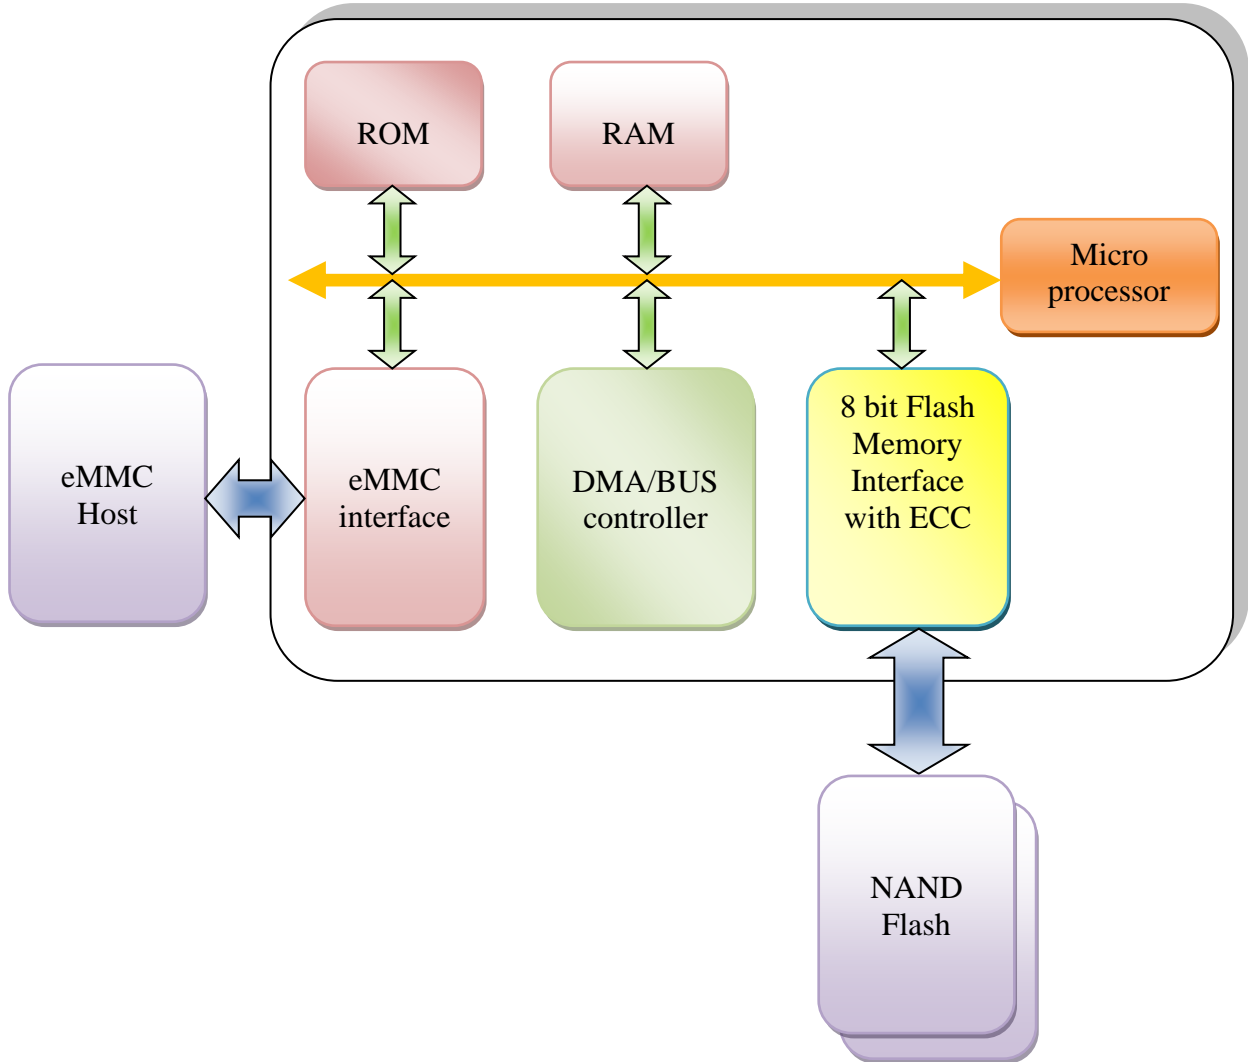 ROM
RAM
Micro
processor
eMMC
Host
eMMC
interface
DMA/BUS
controller
8 bit Flash
Memory
Interface
with ECC
NAND
Flash